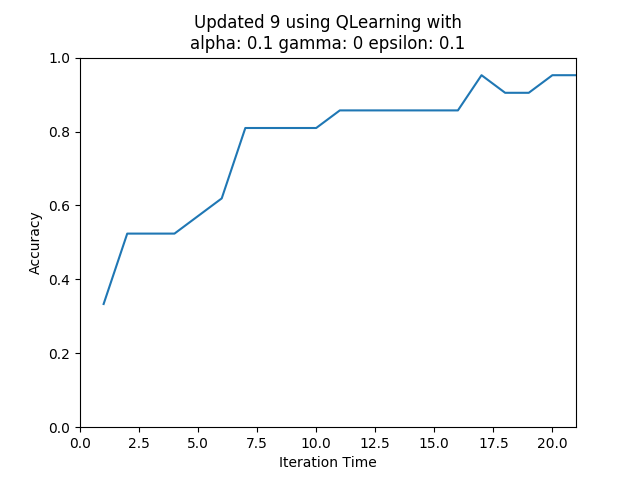 Updated 9 using QLearning with
alpha: 0.1 gamma: 0 epsilon: 0.1
1.0
0.8
0.6
0.4
0.2
0.0
Accuracy
0.0 2.5 5.0 7.5 10.0 12.5 15.0 17.5 20.0
Iteration Time